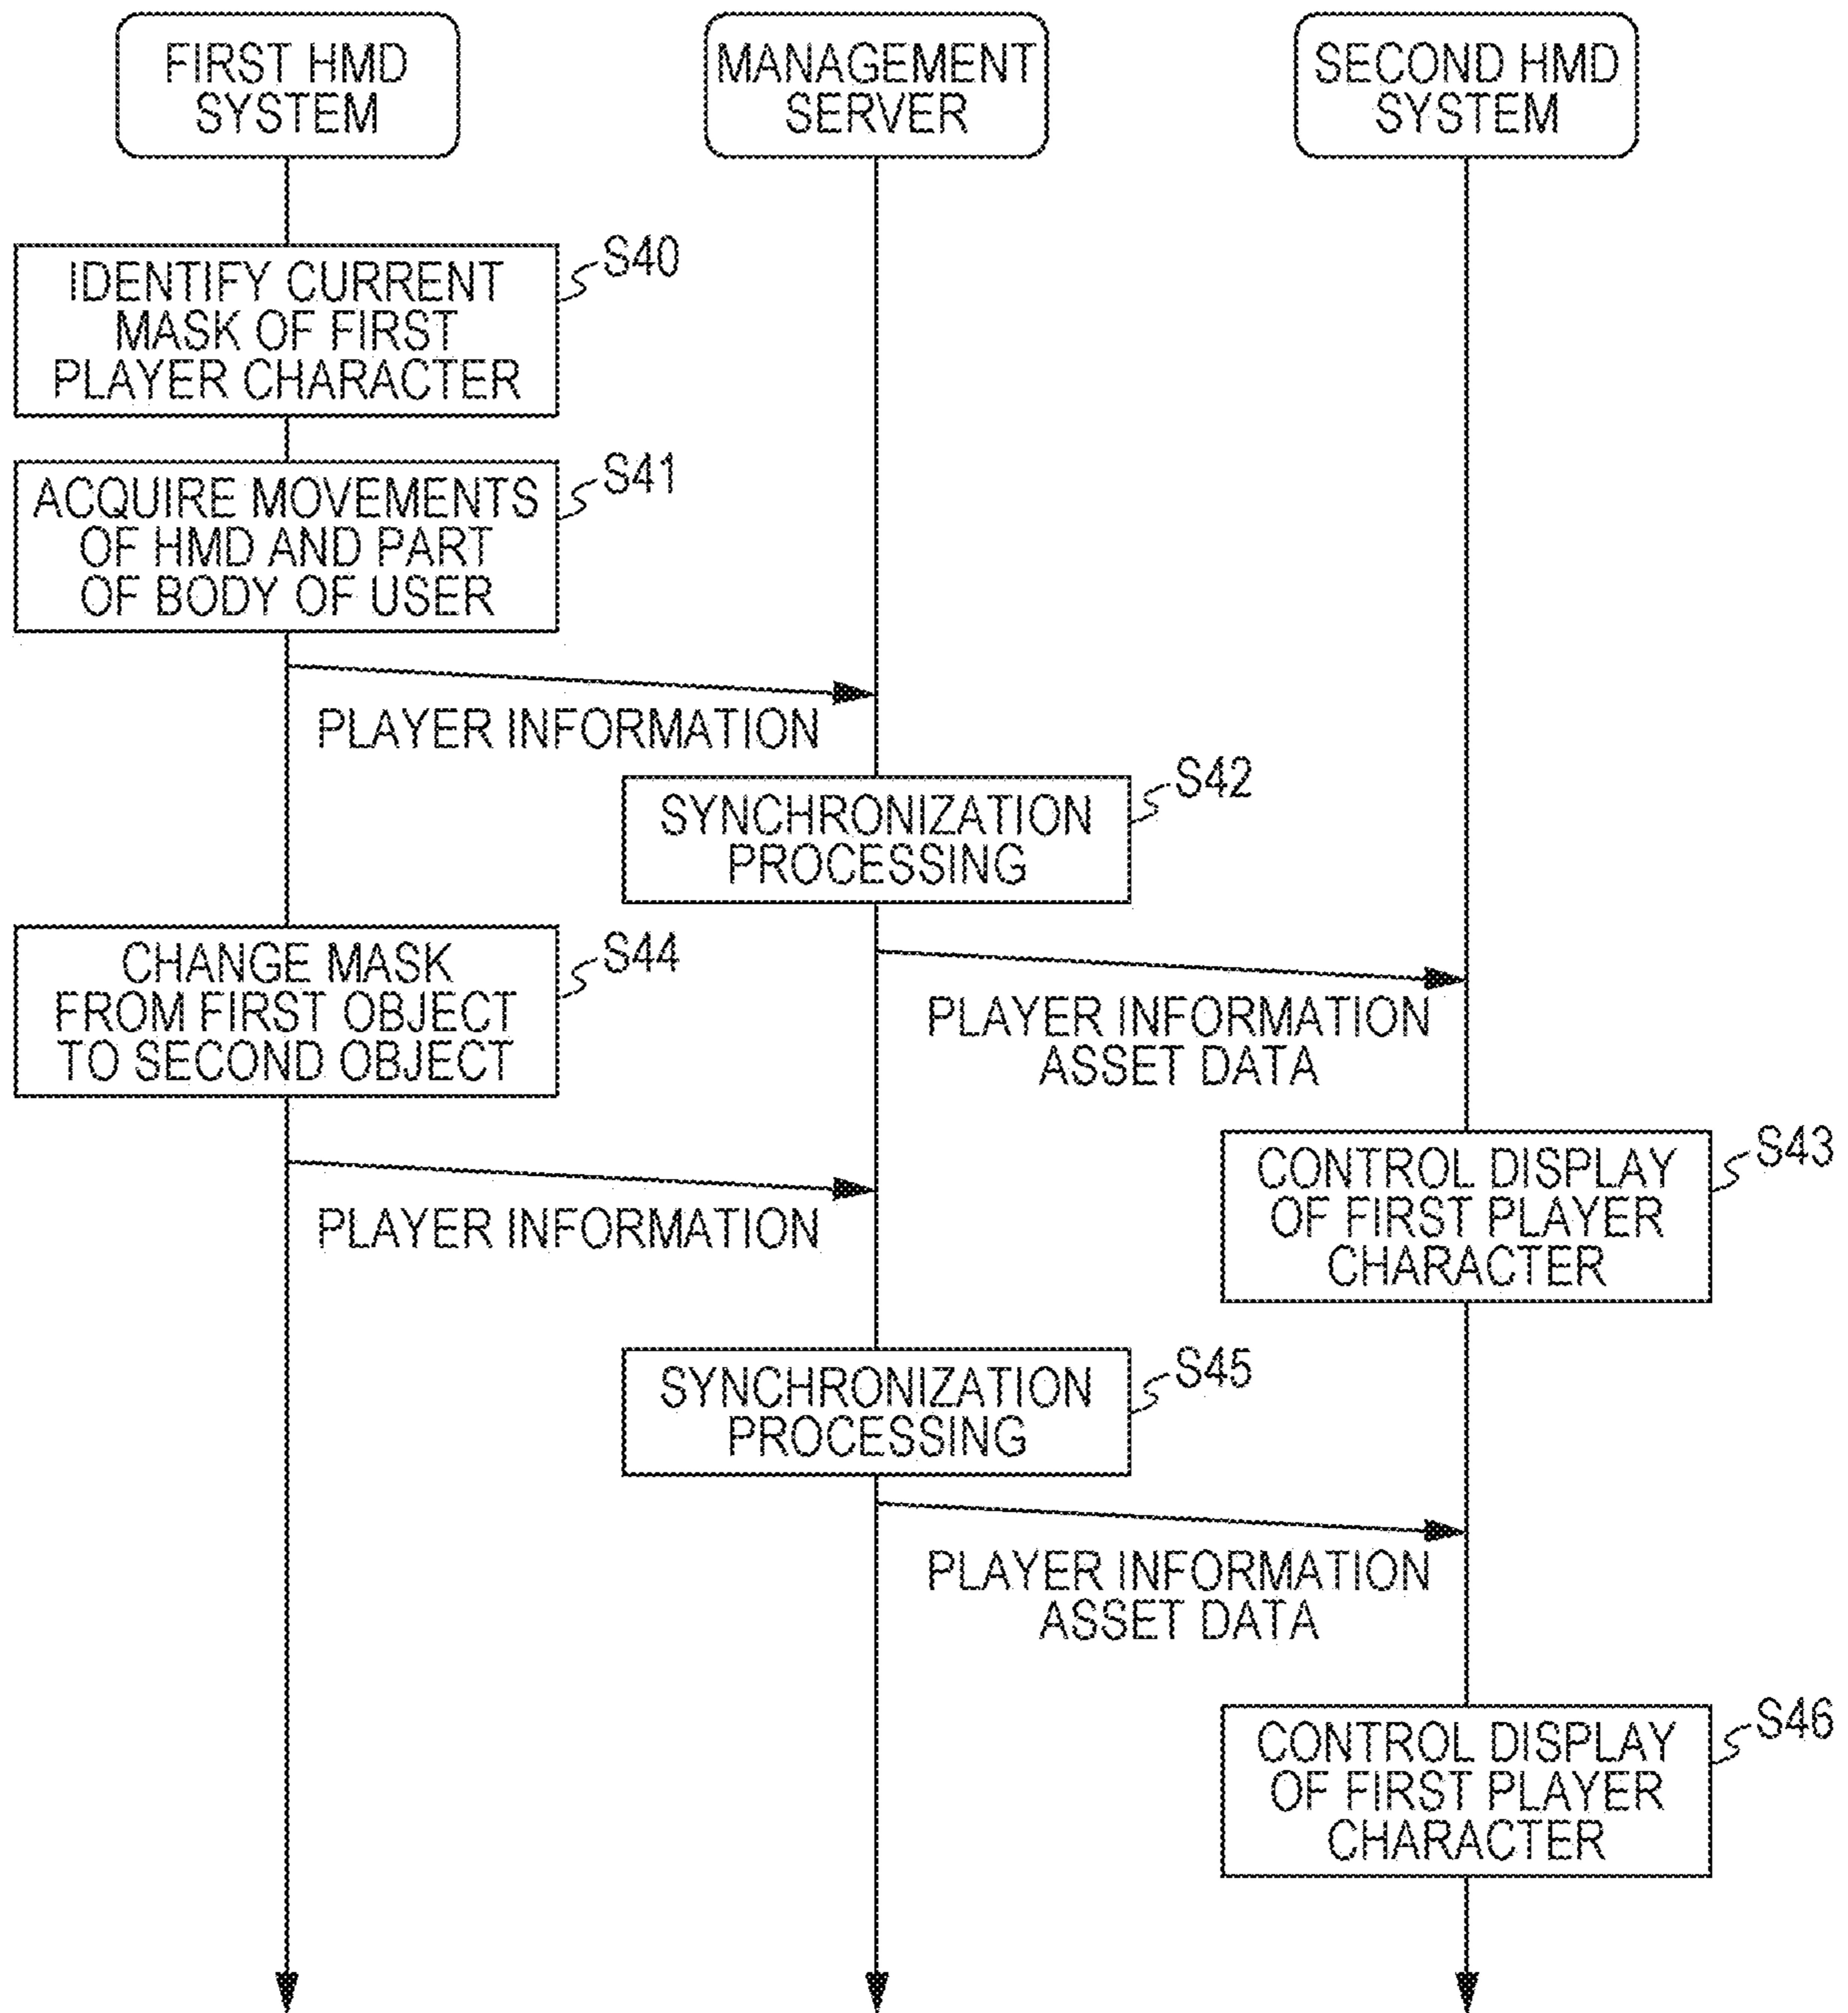 FIRST HMD
SYSTEM
MANAGEMENT
SERVER
SECOND HMD
SYSTEM
IDENTIFY CURRENT
MASK OF FIRST
PLAYER CHARACTER
S40
ACQUIRE MOVEMENTS
OF HMD AND PART
OF BODY OF USER
S41
PLAYER INFORMATION
SYNCHRONIZATION
PROCESSING
S42
CHANGE MASK
FROM FIRST OBJECT
TO SECOND OBJECT
S44
PLAYER INFORMATION
ASSET DATA
CONTROL DISPLAY
OF FIRST PLAYER
CHARACTER
S43
PLAYER INFORMATION
SYNCHRONIZATION
PROCESSING
S45
PLAYER INFORMATION
ASSET DATA
CONTROL DISPLAY
OF FIRST PLAYER
CHARACTER
S46